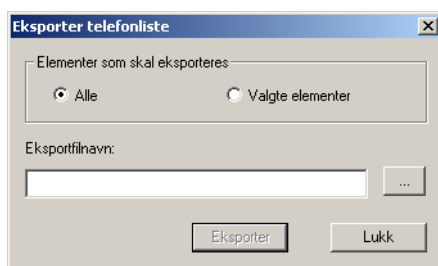 Eksporter telefonliste
Elementer som skal eksporteres
Alle Valgte elementer
Eksportfilnavn:
...
Eksporter Lukk